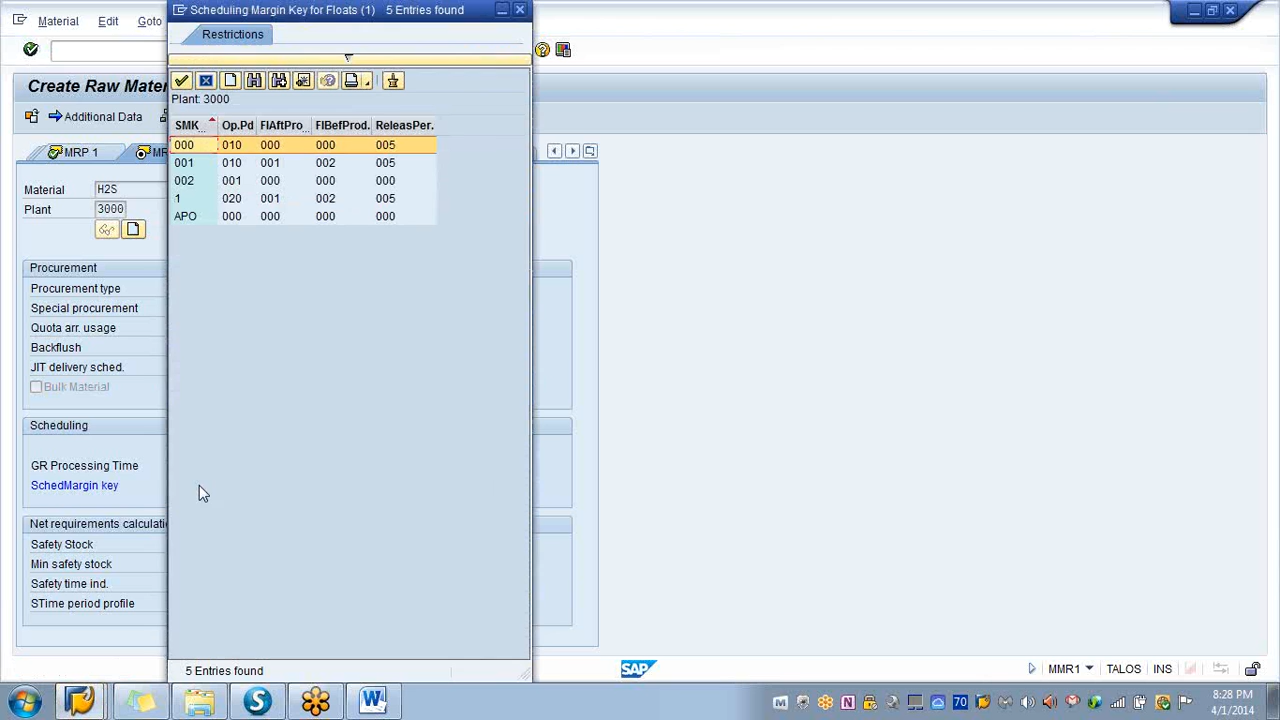 Scheduling Margin Key for Floats (1) 5 Entries found
Material Edit Goto
Restrictions
Create Raw Mater
Additional Data
Plant: 3000
SMK... Op.Pd FlAftPro... FlBefProd. ReleasPer.
000 010 000 000 005
001 010 001 002 005
002 001 000 000 000
1 020 001 002 005
APO 000 000 000 000
MRP 1 MR
Material H2S
Plant 3000
Procurement
Procurement type
Special procurement
Quota arr. usage
Backflush
JIT delivery sched.
Bulk Material
Scheduling
GR Processing Time
SchedMargin key
Net requirements calculati
Safety Stock
Min safety stock
Safety time ind.
STime period profile
5 Entries found
SAP
MMR1 TALOS INS
70
8:28 PM
4/1/2014